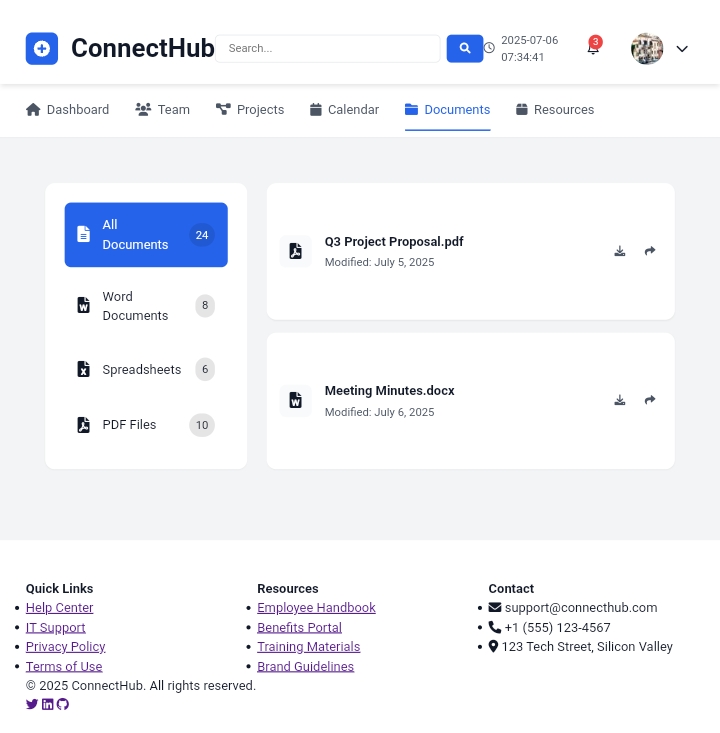 ConnectHub
Search...
2025-07-06
07:34:41
3
Dashboard
Team
Projects
Calendar
Documents
Resources
All
Documents
24
Word
Documents
8
Spreadsheets
6
PDF Files
10
Q3 Project Proposal.pdf
Modified: July 5, 2025
Meeting Minutes.docx
Modified: July 6, 2025
Quick Links
Help Center
IT Support
Privacy Policy
Terms of Use
Resources
Employee Handbook
Benefits Portal
Training Materials
Brand Guidelines
Contact
support@connecthub.com
+1 (555) 123-4567
123 Tech Street, Silicon Valley
© 2025 ConnectHub. All rights reserved.